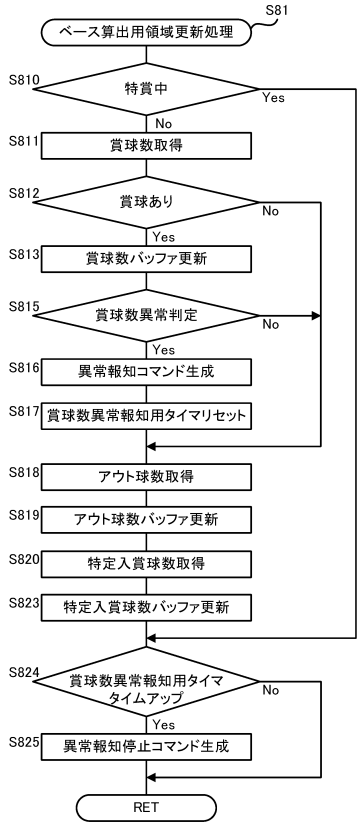 S81
ベース算出用領域更新処理
S810
特賞中
Yes
No
S811
賞球数取得
S812
賞球あり
No
Yes
S813
賞球数バッファ更新
S815
賞球数異常判定
No
Yes
S816
異常報知コマンド生成
S817
賞球数異常報知用タイマリセット
S818
アウト球数取得
S819
アウト球数バッファ更新
S820
特定入賞球数取得
S823
特定入賞球数バッファ更新
S824
賞球数異常報知用タイマ
タイムアップ
No
Yes
S825
異常報知停止コマンド生成
RET